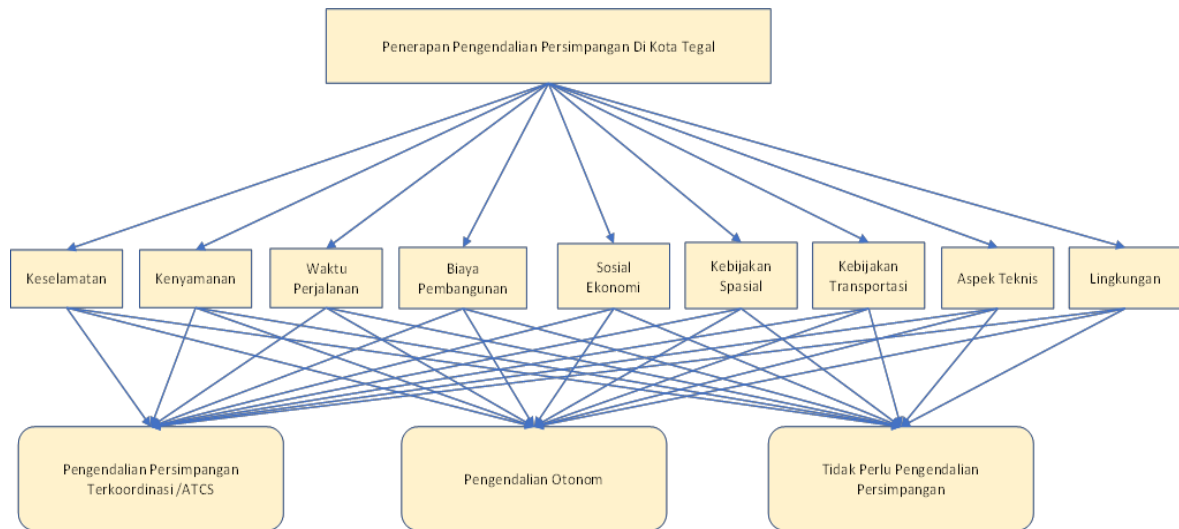 Penerapan Pengendalian Persimpangan Di Kota Tegal
Keselamatan
Kenyamanan
Waktu
Perjalanan
Biaya
Pembangunan
Sosial
Ekonomi
Kebijakan
Spasial
Kebijakan
Transportasi
Aspek Teknis
Lingkungan
Pengendalian Persimpangan
Terkoordinasi /ATCS
Pengendalian Otonom
Tidak Perlu Pengendalian
Persimpangan